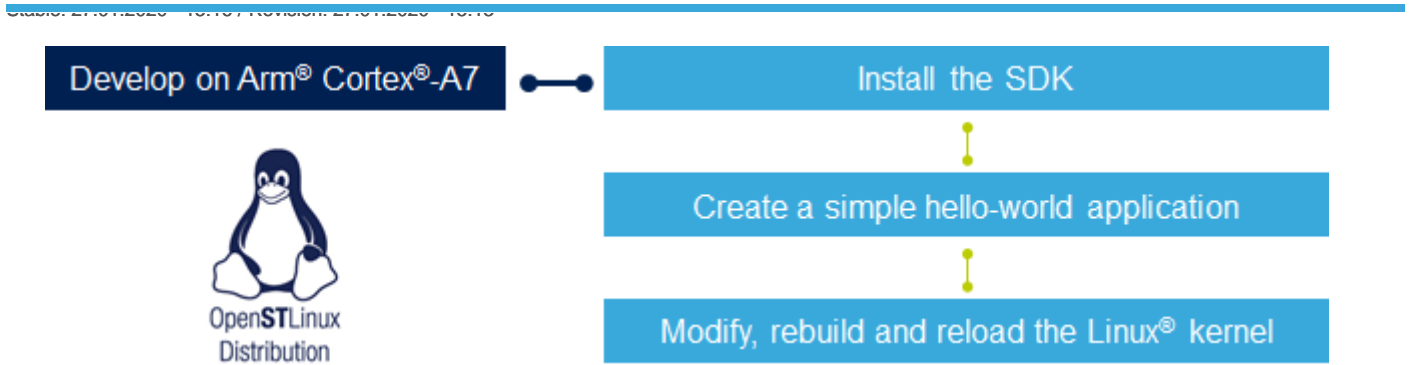 Develop on Arm® Cortex®-A7
Install the SDK
Create a simple hello-world application
Modify, rebuild and reload the Linux® kernel
OpenSTLinux
Distribution